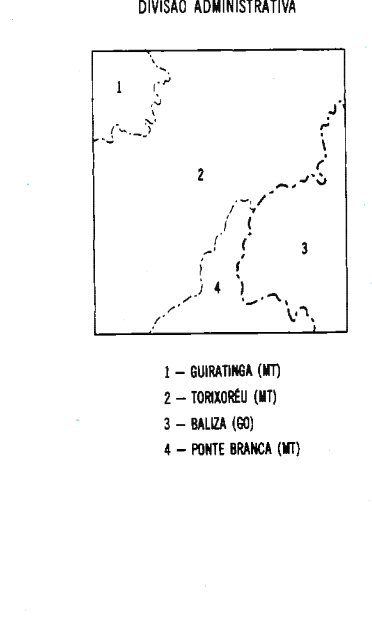 DIVISÃO ADMINISTRATIVA
1
2
3
4
1 – GUIRATINGA (MT)
2 – TORIXORÉU (MT)
3 – BALIZA (GO)
4 – PONTE BRANCA (MT)